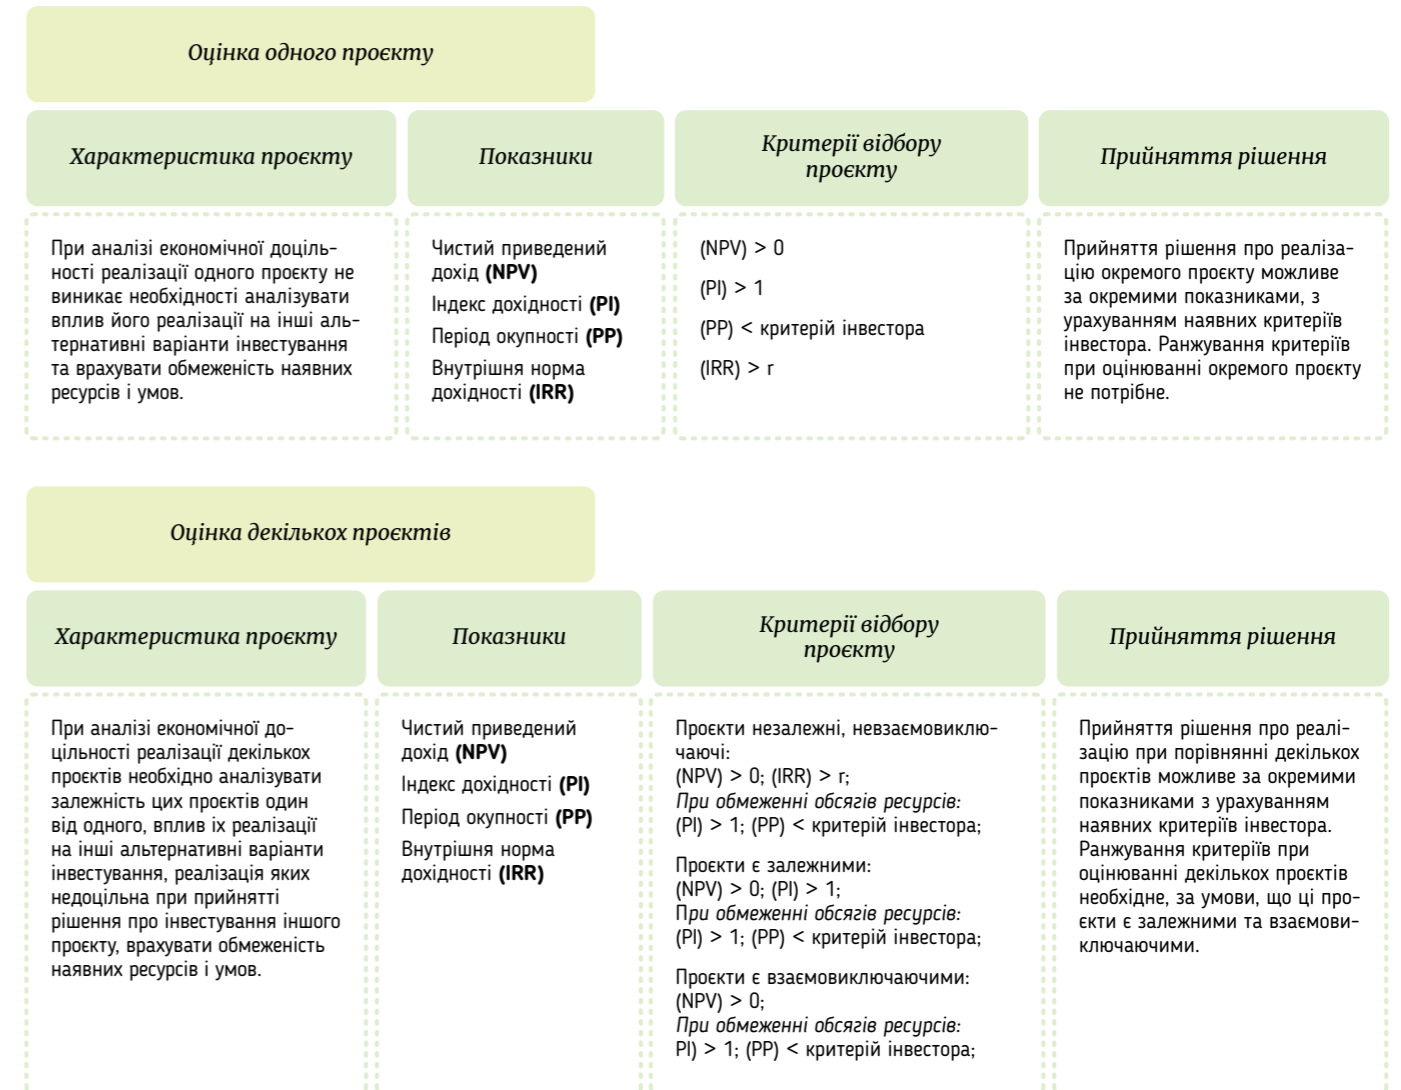 Оцінка одного проєкту
Характеристика проєкту
Показники
Критерії відбору
проєкту
Прийняття рішення
При аналізі економічної доціль-
ності реалізації одного проєкту не
виникає необхідності аналізувати
вплив його реалізації на інші аль-
тернативні варіанти інвестування
та врахувати обмеженість наявних
ресурсів і умов.
Чистий приведений
дохід (NPV)
Індекс дохідності (PI)
Період окупності (PP)
Внутрішня норма
дохідності (IRR)
(NPV) > 0
(PI) > 1
(PP) < критерій інвестора
(IRR) > r
Прийняття рішення про реаліза-
цію окремого проєкту можливе
за окремими показниками, з
урахуванням наявних критеріїв
інвестора. Ранжування критеріїв
при оцінюванні окремого проєкту
не потрібне.
Оцінка декількох проєктів
Характеристика проєкту
Показники
Критерії відбору
проєкту
Прийняття рішення
При аналізі економічної до-
цільності реалізації декількох
проєктів необхідно аналізувати
залежність цих проєктів один
від одного, вплив їх реалізації
на інші альтернативні варіанти
інвестування, реалізація яких
недоцільна при прийнятті
рішення про інвестування іншого
проєкту, врахувати обмеженість
наявних ресурсів і умов.
Чистий приведений
дохід (NPV)
Індекс дохідності (PI)
Період окупності (PP)
Внутрішня норма
дохідності (IRR)
Проєкти незалежні, невзаємовиклю-
чаючі:
(NPV) > 0; (IRR) > r;
При обмеженні обсягів ресурсів:
(PI) > 1; (PP) < критерій інвестора;
Проєкти є залежними:
(NPV) > 0; (PI) > 1;
При обмеженні обсягів ресурсів:
(PI) > 1; (PP) < критерій інвестора;
Проєкти є взаємовиключаючими:
(NPV) > 0;
При обмеженні обсягів ресурсів:
PI) > 1; (PP) < критерій інвестора;
Прийняття рішення про реалі-
зацію при порівнянні декількох
проєктів можливе за окремими
показниками з урахуванням
наявних критеріїв інвестора.
Ранжування критеріїв при
оцінюванні декількох проєктів
необхідне, за умови, що ці про-
єкти є залежними та взаємови-
ключаючими.